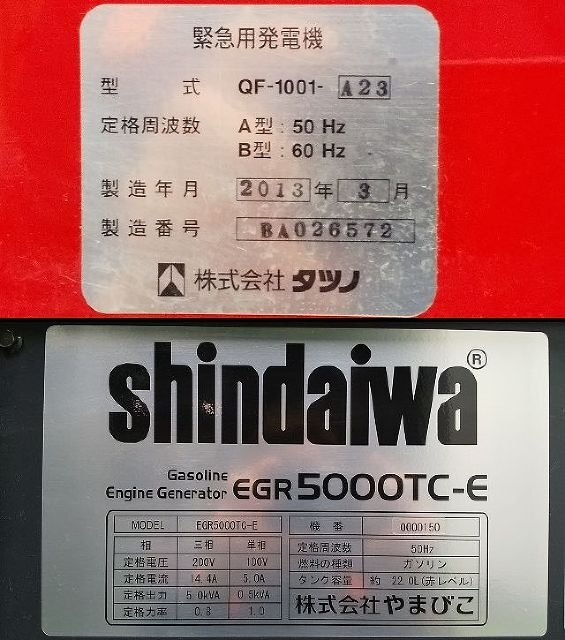 緊急用発電機
型 式 QF-1001- A23
定格周波数 A型：50 Hz
B型：60 Hz
製造年月 2013 年 3 月
製造番号 BA026572
株式会社 タツノ
shindaiwa®
Gasoline
Engine Generator EGR5000TC-E
MODEL EGR5000TC-E 機番 0000150
相 三相 単相 定格周波数 50Hz
定格電圧 200V 100V 燃料の種類 ガソリン
定格電流 14.4A 5.0A タンク容量 約 22.0L(赤レベル)
定格出力 5.0kVA 0.5kVA 株式会社やまびこ
定格力率 0.8 1.0